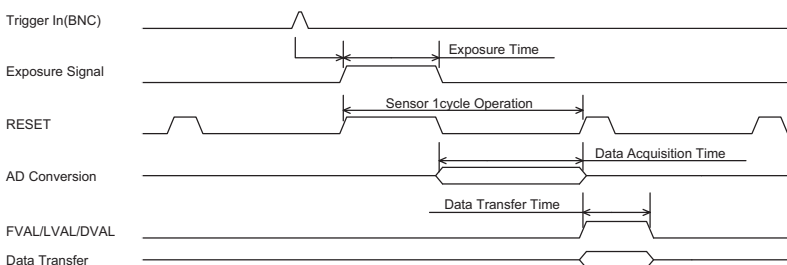 Trigger In(BNC)
Exposure Time
Exposure Signal
Sensor 1cycle Operation
RESET
Data Acquisition Time
AD Conversion
Data Transfer Time
FVAL/LVAL/DVAL
Data Transfer